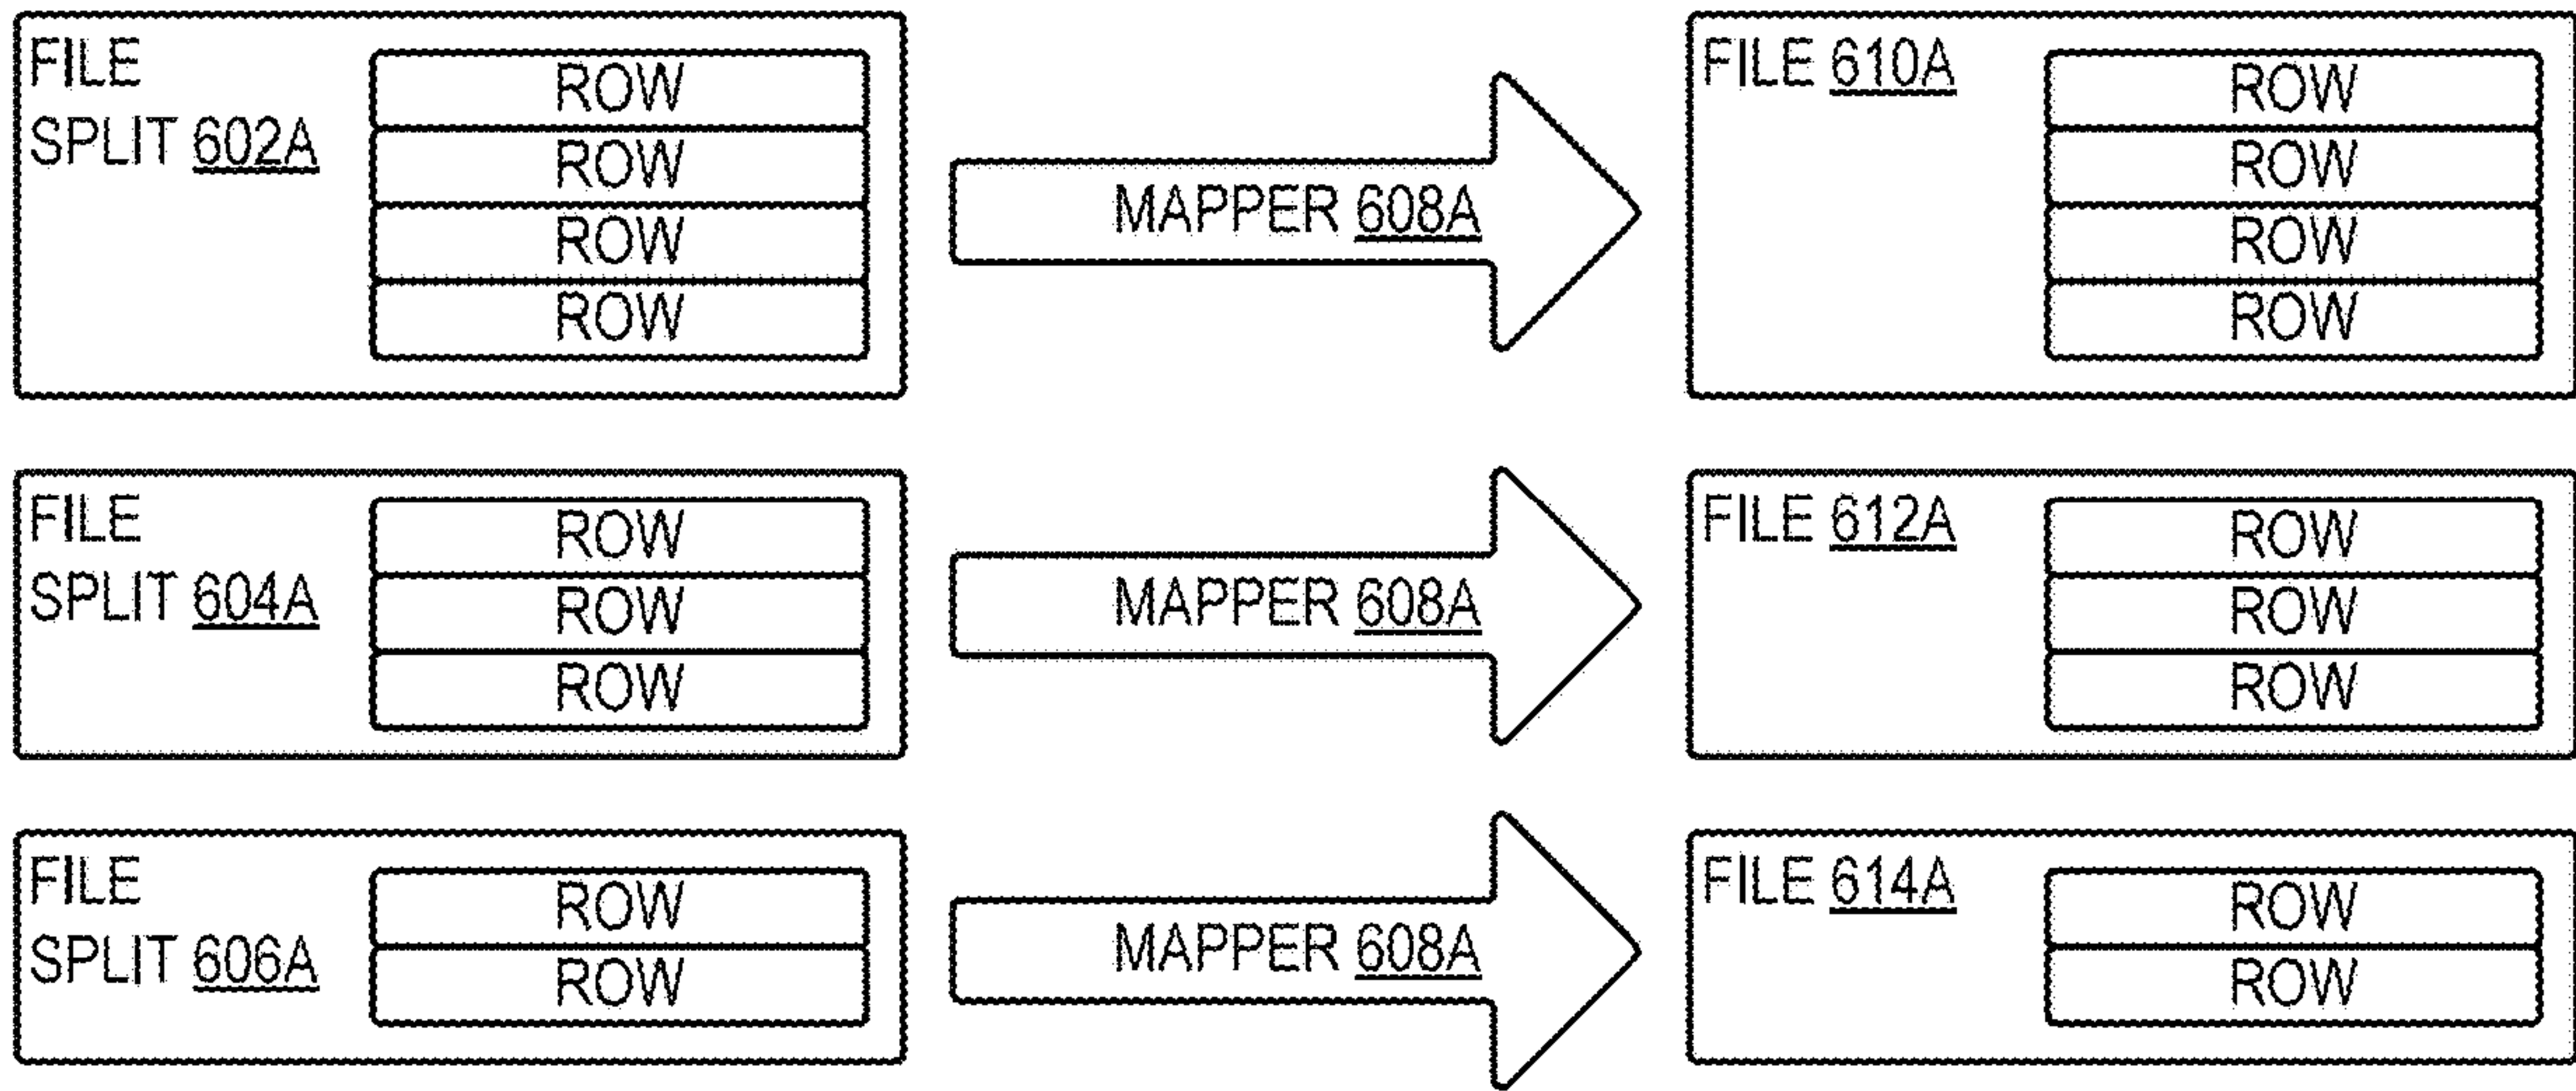 FILE
SPLIT 602A
ROW
ROW
ROW
ROW
MAPPER 608A
FILE 610A
ROW
ROW
ROW
ROW
FILE
SPLIT 604A
ROW
ROW
ROW
MAPPER 608A
FILE 612A
ROW
ROW
ROW
FILE
SPLIT 606A
ROW
ROW
MAPPER 608A
FILE 614A
ROW
ROW